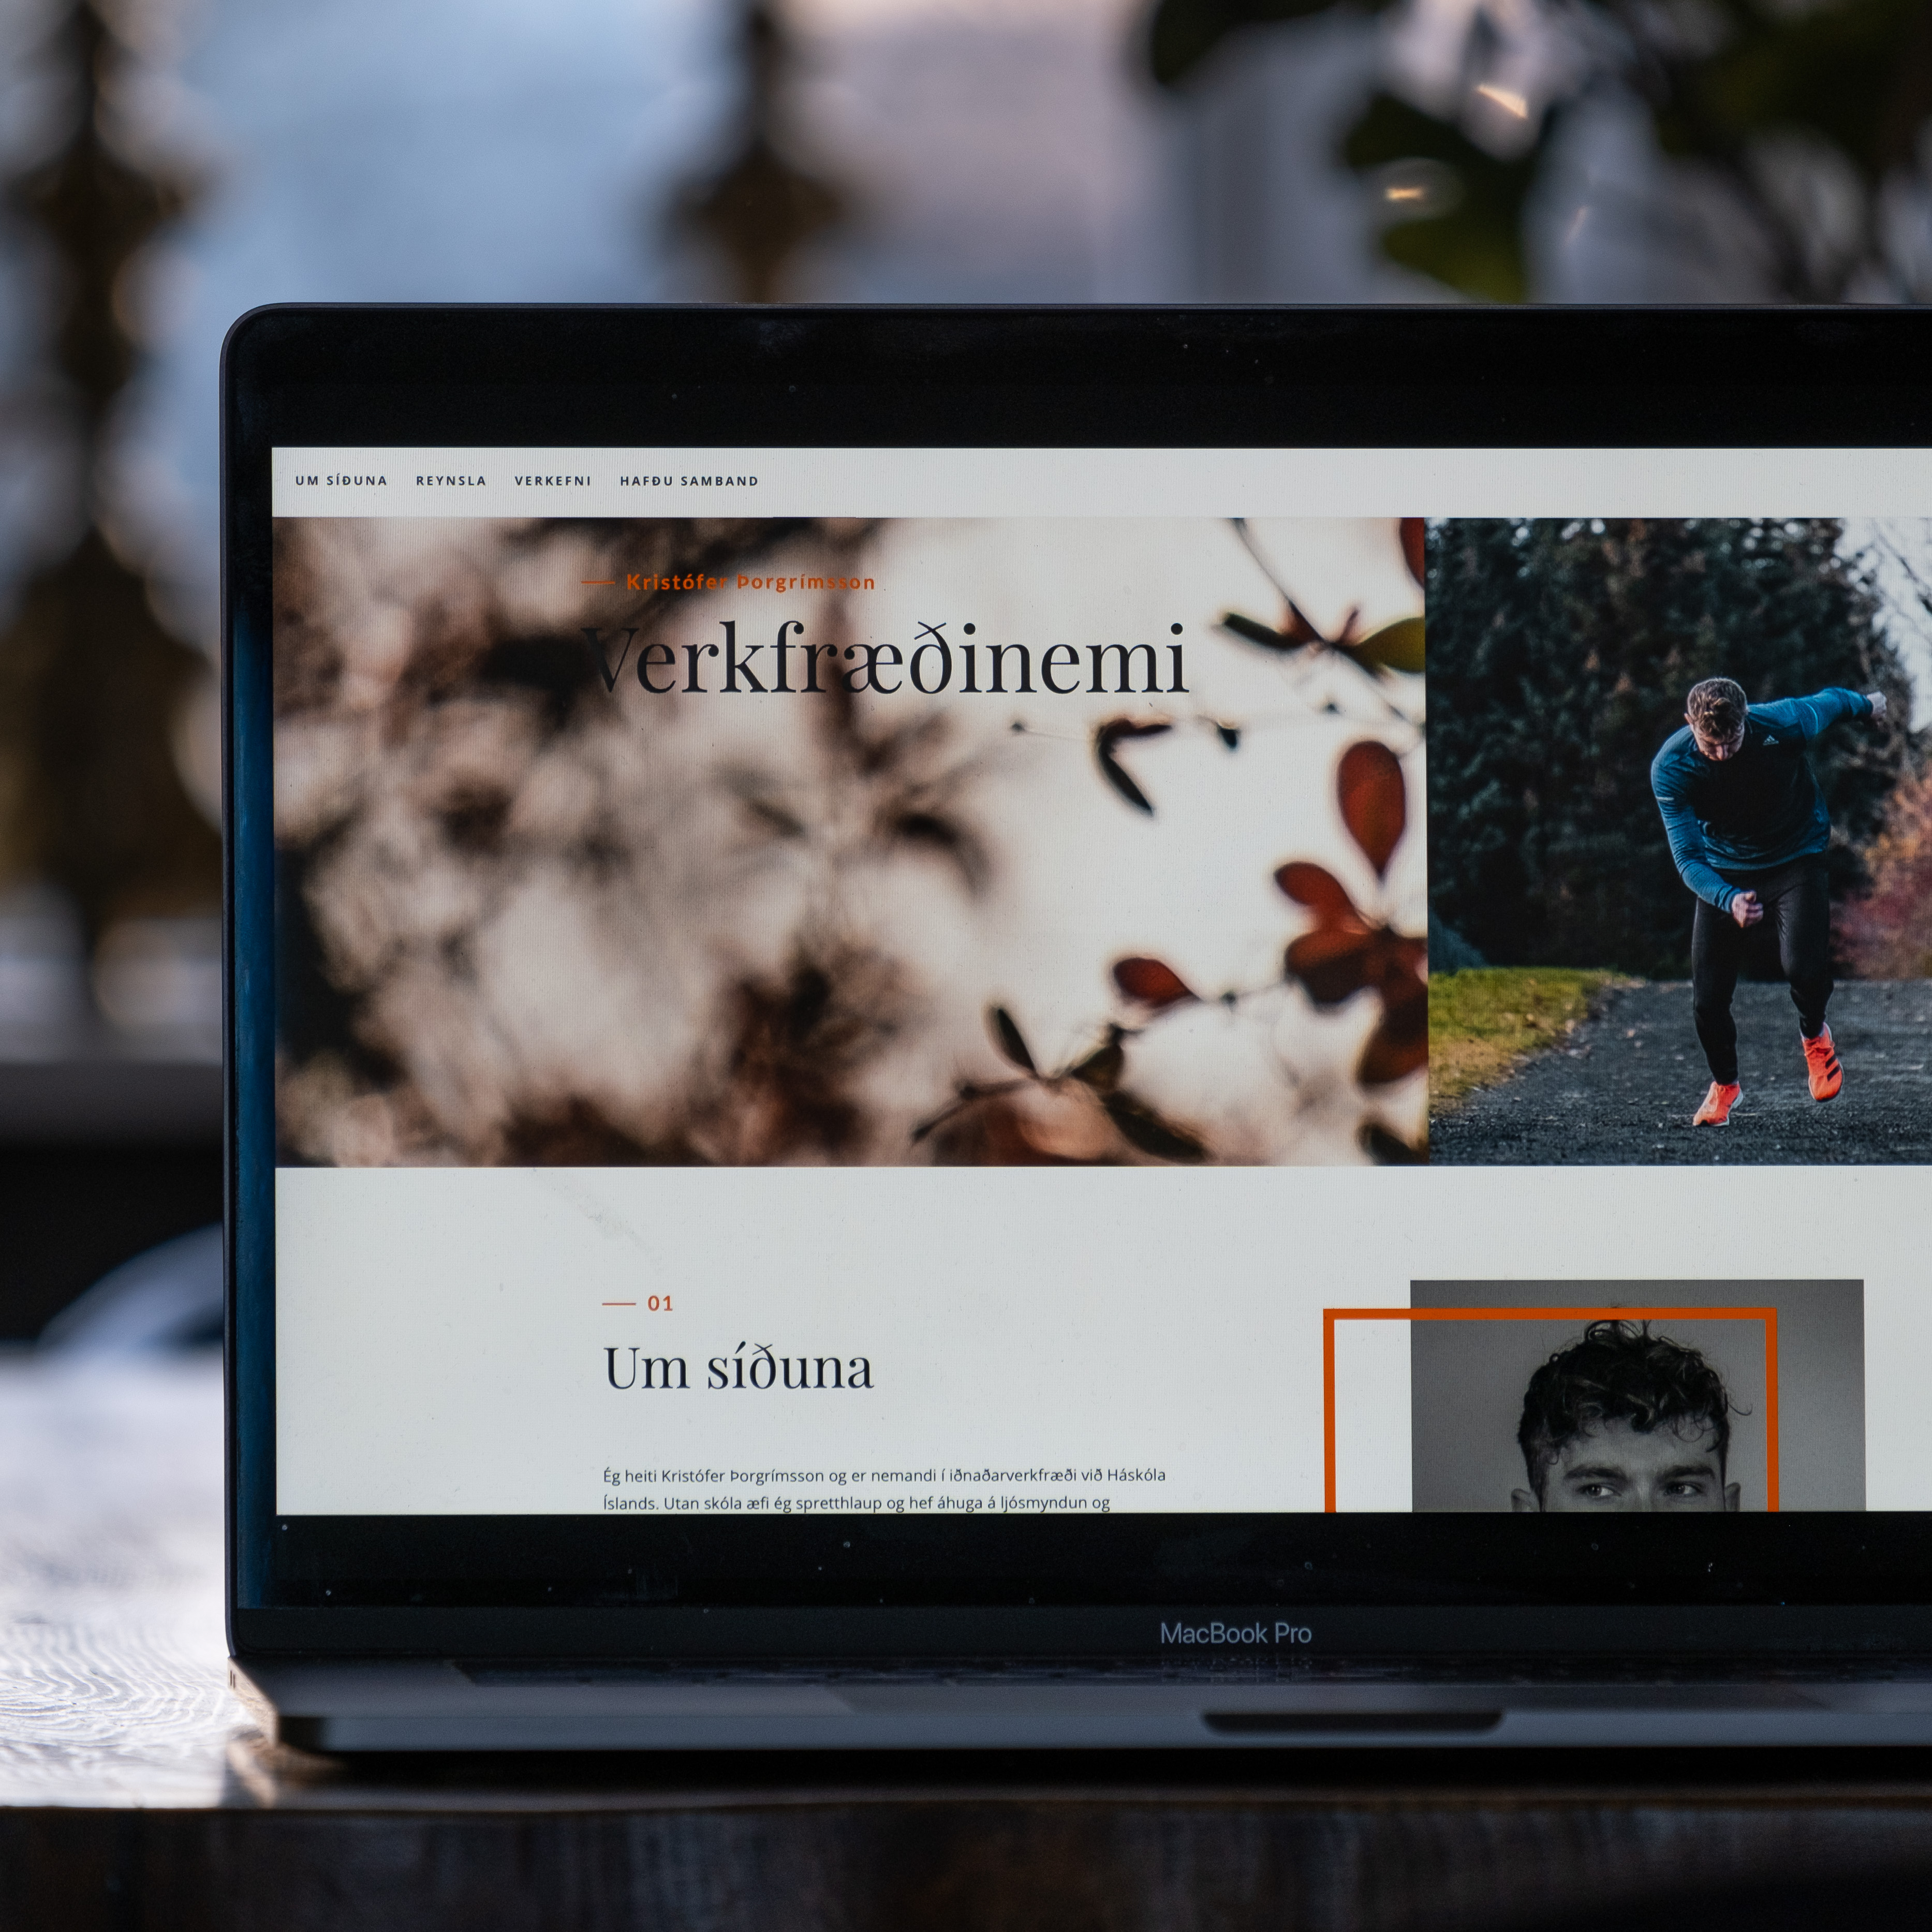 UM SÍÐUNA REYNSLA VERKEFNI HAFÐU SAMBAND
Kristófer Þorgrímsson
Verkfræðinemi
01
Um síðuna
Ég heiti Kristófer Þorgrímsson og er nemandi í iðnaðarverkfræði við Háskóla
Íslands. Utan skóla æfi ég spretthlaup og hef áhuga á ljósmyndun og
MacBook Pro